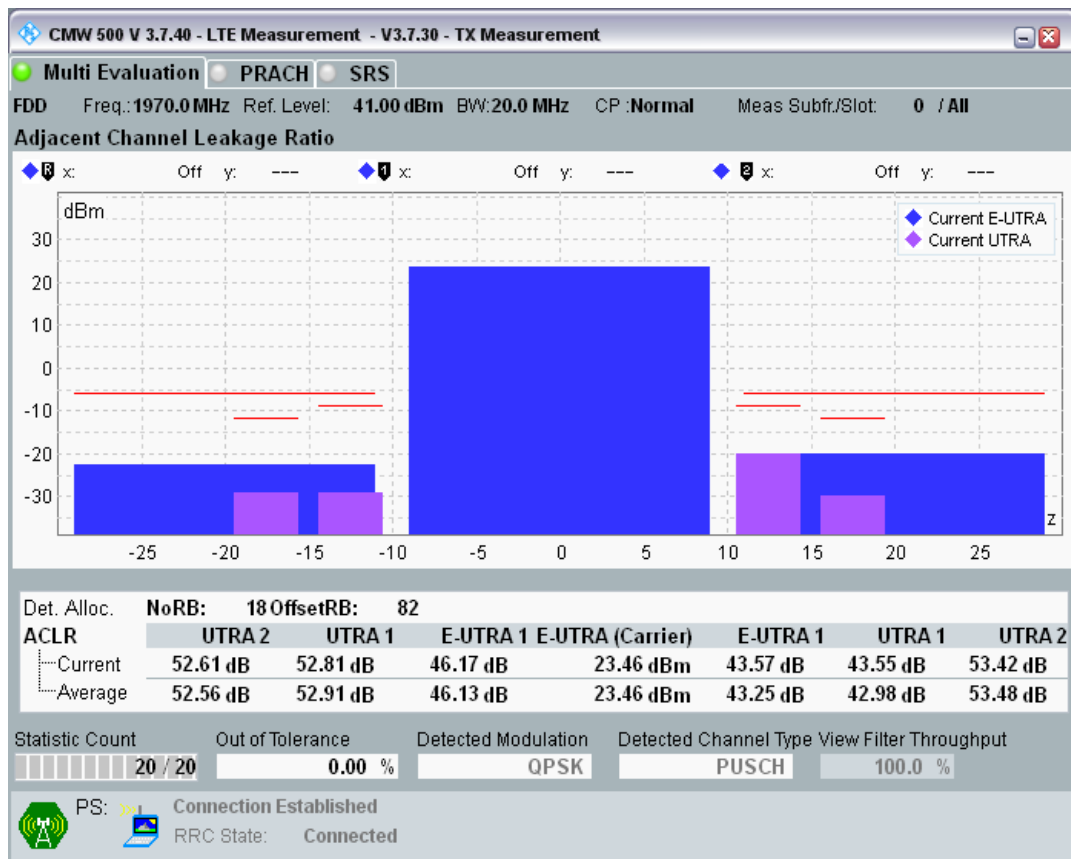 CMW 500 V 3.7.40 - LTE Measurement - V3.7.30 - TX Measurement
Multi Evaluation PRACH SRS
FDD Freq.:1970.0 MHz Ref. Level: 41.00 dBm BW:20.0 MHz CP :Normal Meas Subfr./Slot: 0 / All
Adjacent Channel Leakage Ratio
R x: Off y: --- 1 x: Off y: --- 2 x: Off y: ---
dBm
Current E-UTRA
Current UTRA
30
20
10
0
-10
-20
-30
z
-25 -20 -15 -10 -5 0 5 10 15 20 25
Det. Alloc. NoRB: 18 OffsetRB: 82
ACLR UTRA 2 UTRA 1 E-UTRA 1 E-UTRA (Carrier) E-UTRA 1 UTRA 1 UTRA 2
Current 52.61 dB 52.81 dB 46.17 dB 23.46 dBm 43.57 dB 43.55 dB 53.42 dB
Average 52.56 dB 52.91 dB 46.13 dB 23.46 dBm 43.25 dB 42.98 dB 53.48 dB
Statistic Count Out of Tolerance Detected Modulation Detected Channel Type View Filter Throughput
20 / 20 0.00 % QPSK PUSCH 100.0 %
PS: Connection Established
RRC State: Connected